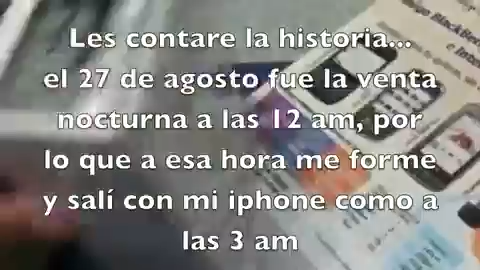 Les contare la historia...
el 27 de agosto fue la venta
nocturna a las 12 am, por
lo que a esa hora me forme
y salí con mi iphone como a
las 3 am
BlackBerry